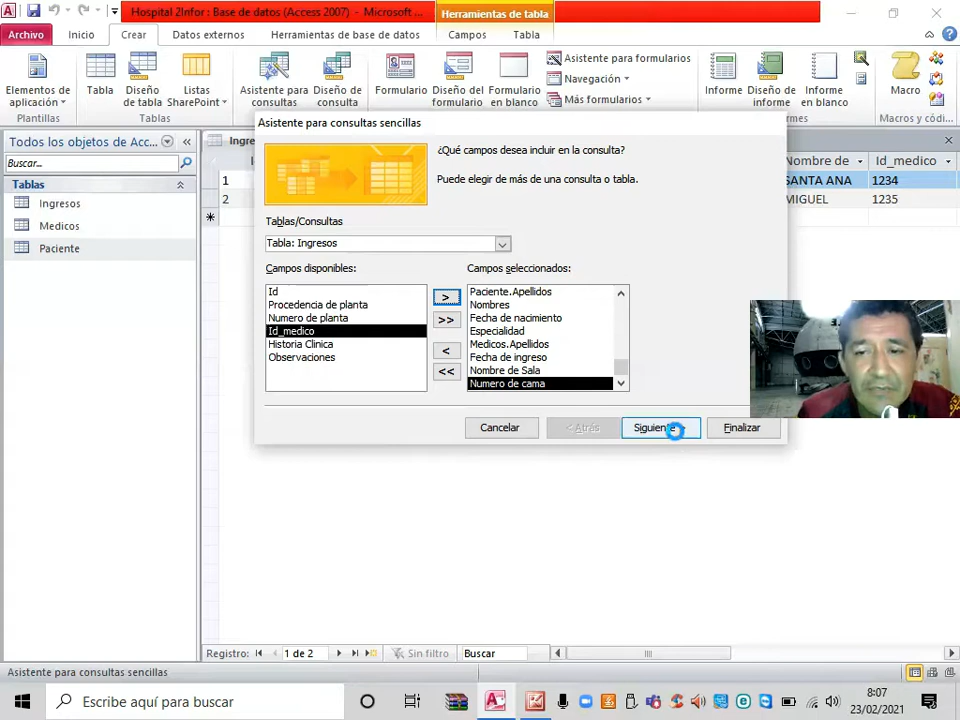 Hospital 2Infor : Base de datos (Access 2007) - Microsoft ...
Herramientas de tabla
Archivo
Inicio
Crear
Datos externos
Herramientas de base de datos
Campos
Tabla
Elementos de aplicación
Tabla
Diseño de tabla
Listas SharePoint
Asistente para consultas
Diseño de consulta
Formulario
Diseño del formulario
Formulario en blanco
Asistente para formularios
Navegación
Más formularios
Informe
Diseño de informe
Informe en blanco
Macro
Plantillas
Tablas
Macros y códi...
Todos los objetos de Acc...
Buscar...
Tablas
Ingresos
Medicos
Paciente
Asistente para consultas sencillas
¿Qué campos desea incluir en la consulta?
Puede elegir de más de una consulta o tabla.
Tablas/Consultas
Tabla: Ingresos
Campos disponibles:
Id
Procedencia de planta
Numero de planta
Id_medico
Historia Clinica
Observaciones
>
>>
<
<<
Campos seleccionados:
Paciente.Apellidos
Nombres
Fecha de nacimiento
Especialidad
Medicos.Apellidos
Fecha de ingreso
Nombre de Sala
Numero de cama
Cancelar
< Atrás
Finalizar
Nombre de
Id_medico
1
SANTA ANA
1234
2
MIGUEL
1235
Registro:
1 de 2
Sin filtro
Buscar
Asistente para consultas sencillas
Escribe aquí para buscar
8:07
23/02/2021